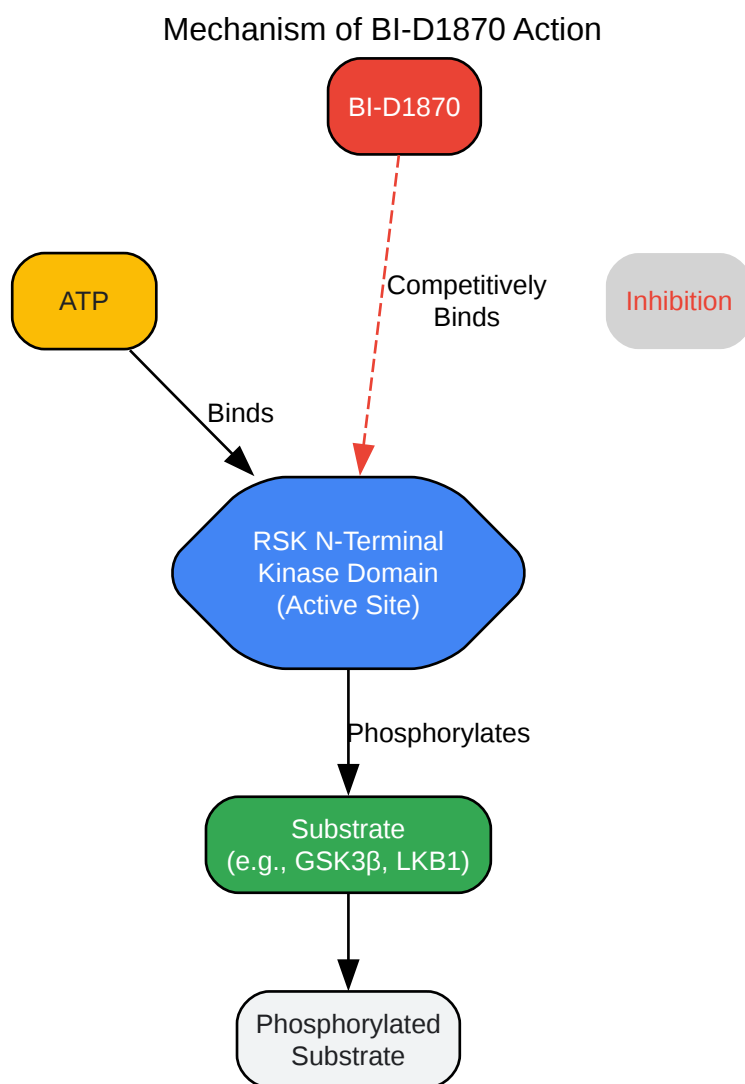 Mechanism of BI-D1870 Action
BI-D1870
ATP
Competitively
Binds
Inhibition
Binds
RSK N-Terminal
Kinase Domain
(Active Site)
Phosphorylates
Substrate
(e.g., GSK3β, LKB1)
Phosphorylated
Substrate